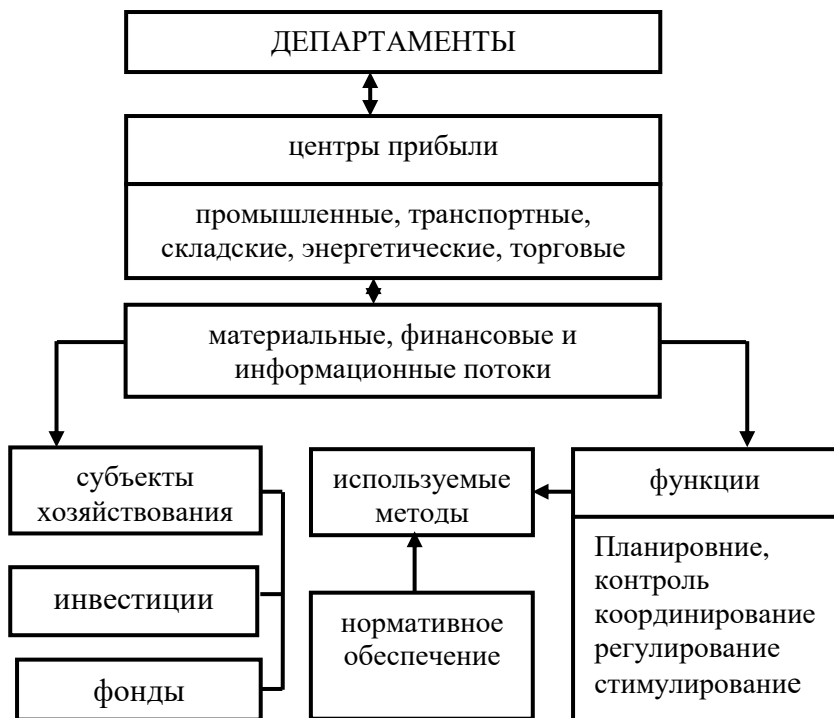 ДЕПАРТАМЕНТЫ
центры прибыли
промышленные, транспортные,
складские, энергетические, торговые
материальные, финансовые и
информационные потоки
субъекты
хозяйствования
используемые
методы
функции
инвестиции
нормативное
обеспечение
Планировние,
контроль
координирование
регулирование
стимулирование
фонды